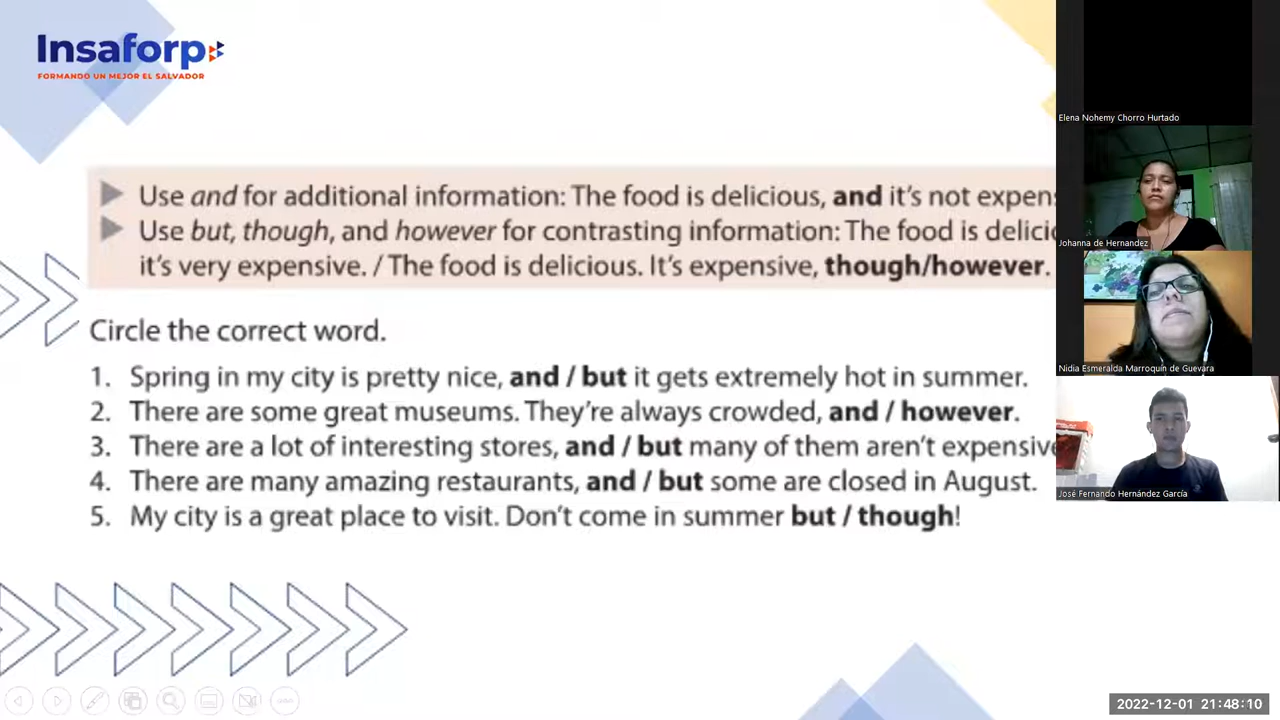 Insaforp
FORMANDO UN MEJOR EL SALVADOR
Use and for additional information: The food is delicious, and it's not expens
Use but, though, and however for contrasting information: The food is delici
it's very expensive. / The food is delicious. It's expensive, though/however.
Circle the correct word.
1. Spring in my city is pretty nice, and / but it gets extremely hot in summer.
2. There are some great museums. They're always crowded, and / however.
3. There are a lot of interesting stores, and / but many of them aren't expensive
4. There are many amazing restaurants, and / but some are closed in August.
5. My city is a great place to visit. Don't come in summer but / though!
Elena Nohemy Chorro Hurtado
Johanna de Hernandez
Nidia Esmeralda Marroquín de Guevara
José Fernando Hernández García
2022-12-01 21:48:10